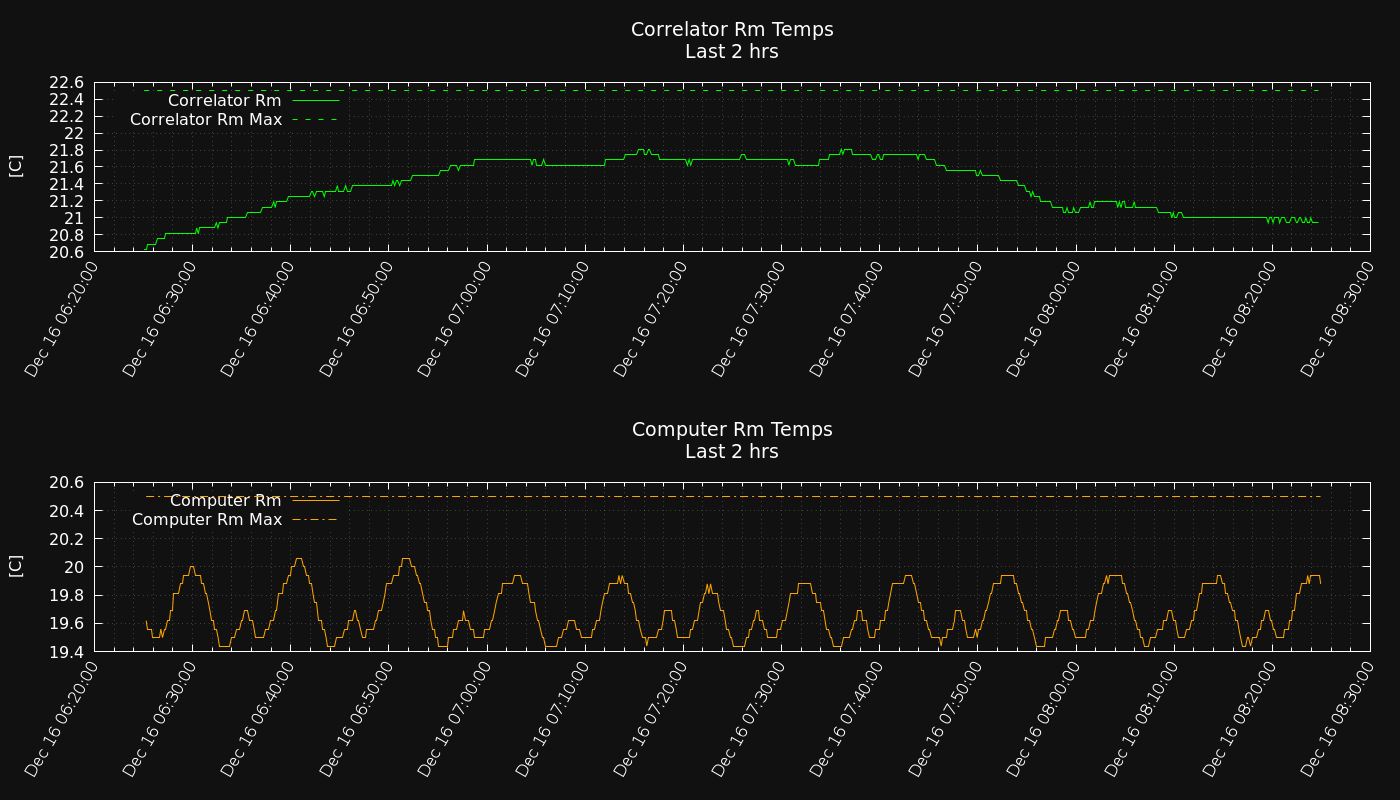 Correlator Rm Temps
Last 2 hrs
[C]
22.6
22.4
22.2
22
21.8
21.6
21.4
21.2
21
20.8
20.6
Correlator Rm
Correlator Rm Max
Dec 16 06:20:00
Dec 16 06:30:00
Dec 16 06:40:00
Dec 16 06:50:00
Dec 16 07:00:00
Dec 16 07:10:00
Dec 16 07:20:00
Dec 16 07:30:00
Dec 16 07:40:00
Dec 16 07:50:00
Dec 16 08:00:00
Dec 16 08:10:00
Dec 16 08:20:00
Dec 16 08:30:00
Computer Rm Temps
Last 2 hrs
[C]
20.6
20.4
20.2
20
19.8
19.6
19.4
Computer Rm
Computer Rm Max
Dec 16 06:20:00
Dec 16 06:30:00
Dec 16 06:40:00
Dec 16 06:50:00
Dec 16 07:00:00
Dec 16 07:10:00
Dec 16 07:20:00
Dec 16 07:30:00
Dec 16 07:40:00
Dec 16 07:50:00
Dec 16 08:00:00
Dec 16 08:10:00
Dec 16 08:20:00
Dec 16 08:30:00